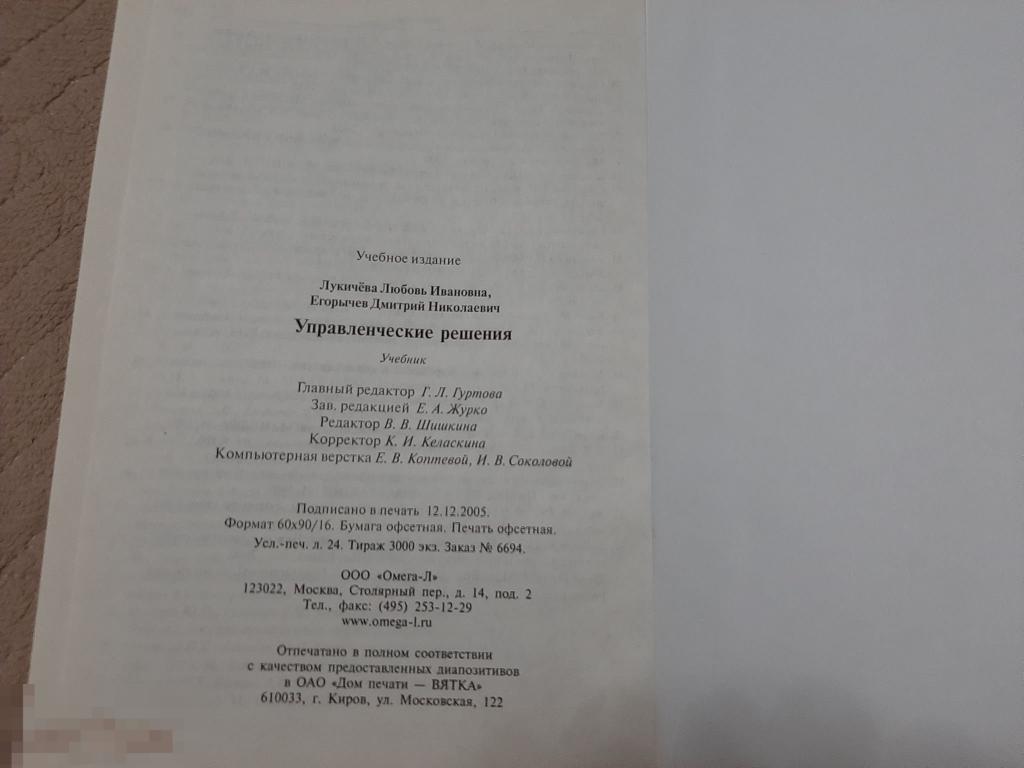 Учебное издание
Лукичёва Любовь Ивановна,
Егорычев Дмитрий Николаевич
Управленческие решения
Учебник
Главный редактор Г. Л. Гуртова
Зав. редакцией Е. А. Журко
Редактор В. В. Шишкина
Корректор К. И. Келаскина
Компьютерная верстка Е. В. Коптевой, И. В. Соколовой
Подписано в печать 12.12.2005.
Формат 60х90/16. Бумага офсетная. Печать офсетная.
Усл.-печ. л. 24. Тираж 3000 экз. Заказ № 6694.
ООО «Омега-Л»
123022, Москва, Столярный пер., д. 14, под. 2
Тел., факс: (495) 253-12-29
www.omega-l.ru
Отпечатано в полном соответствии
с качеством предоставленных диапозитивов
в ОАО «Дом печати — ВЯТКА»
610033, г. Киров, ул. Московская, 122